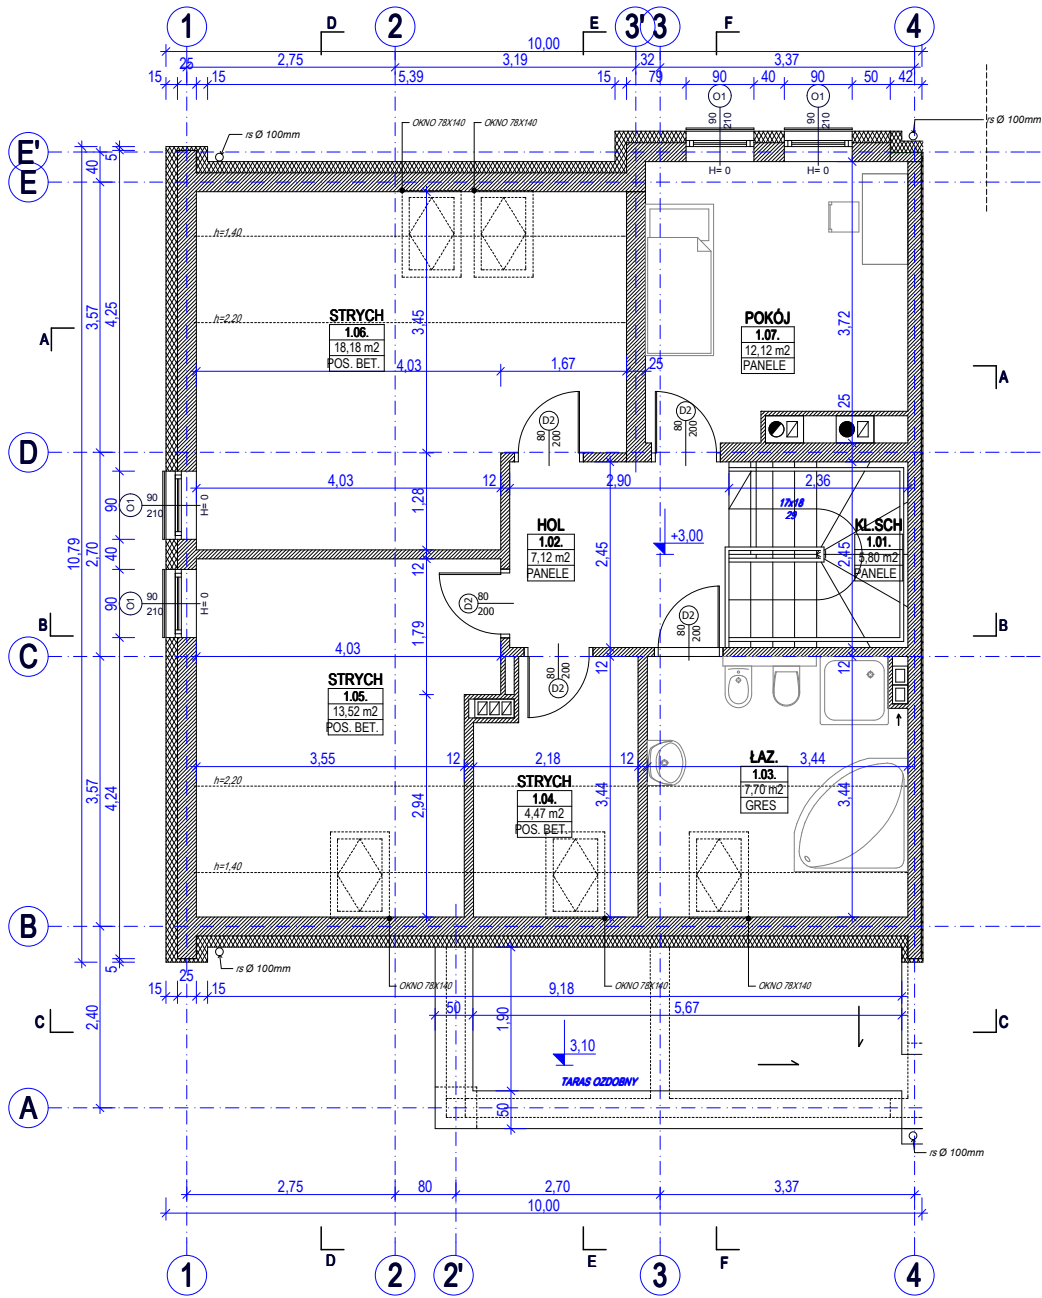 1 2 3' 3 4
D E F
10,00
25 2,75 3,19 32 3,37
15 15 5,39 15 79 90 40 90 50 42
O1 O1
90 210 90 210
H= 0 H= 0
rs Ø 100mm
OKNO 78X140 OKNO 78X140
rs Ø 100mm
E'
E
40 5
h=1,40
3,57 4,25
3,45
STRYCH
1.06.
18,18 m2
POS. BET.
h=2,20
POKÓJ
1.07.
12,12 m2
PANELE
3,72
A A
4,03 1,67 25
25
D2 80 200
D2 80 200
D
4,03 12 2,90 2,36
1,28
17x18
29
O1 90 210 H= 0
90
HOL
1.02.
7,12 m2
PANELE
+3,00
2,45
KL.SCH
1.01.
5,80 m2
PANELE
2,45
10,79 2,70 40
12
O1 90 210 H= 0
90
D2 80 200
D2 80 200
1,79
B B
C
4,03
12 12
80 200 D2
STRYCH
1.05.
13,52 m2
POS. BET.
3,55 12 2,18 12 3,44
ŁAZ.
1.03.
7,70 m2
GRES
STRYCH
1.04.
4,47 m2
POS. BET.
h=2,20
3,57 4,24
2,94 3,44 3,44
h=1,40
B
5
rs Ø 100mm
OKNO 78X140 OKNO 78X140 OKNO 78X140
25
15 15 9,18
50 5,67
1,90
2,40
C C
3,10
TARAS OZDOBNY
A
50
rs Ø 100mm
2,75 80 2,70 3,37
10,00
D E F
1 2 2' 3 4